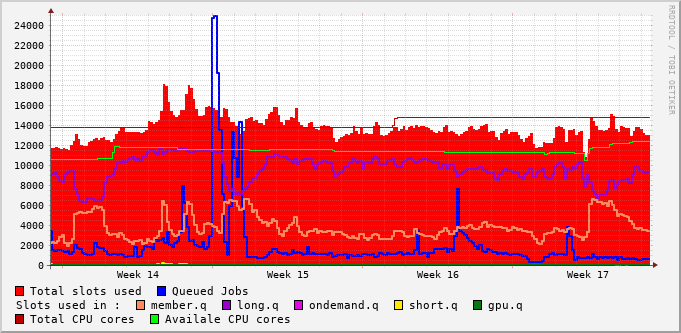 RRDTOOL / TOBI OETIKER
24000
22000
20000
18000
16000
14000
12000
10000
8000
6000
4000
2000
0
Week 14 Week 15 Week 16 Week 17
Total slots used Queued Jobs
Slots used in : member.q long.q ondemand.q short.q gpu.q
Total CPU cores Availale CPU cores